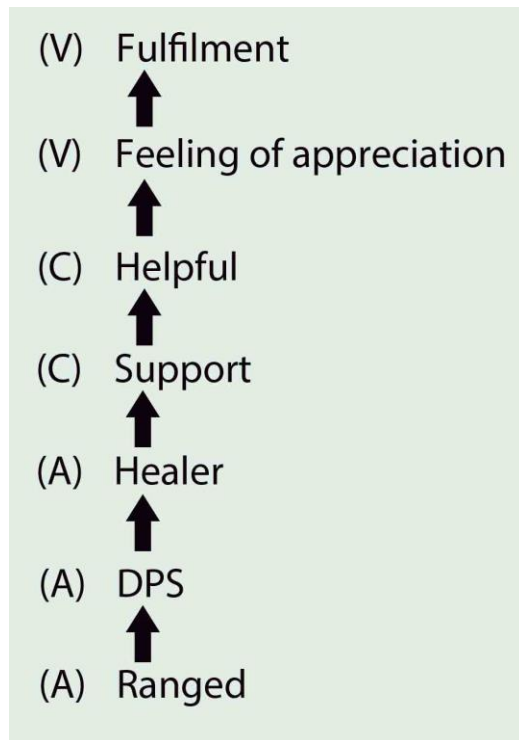 (V) Fulfilment
(V) Feeling of appreciation
(C) Helpful
(C) Support
(A) Healer
(A) DPS
(A) Ranged